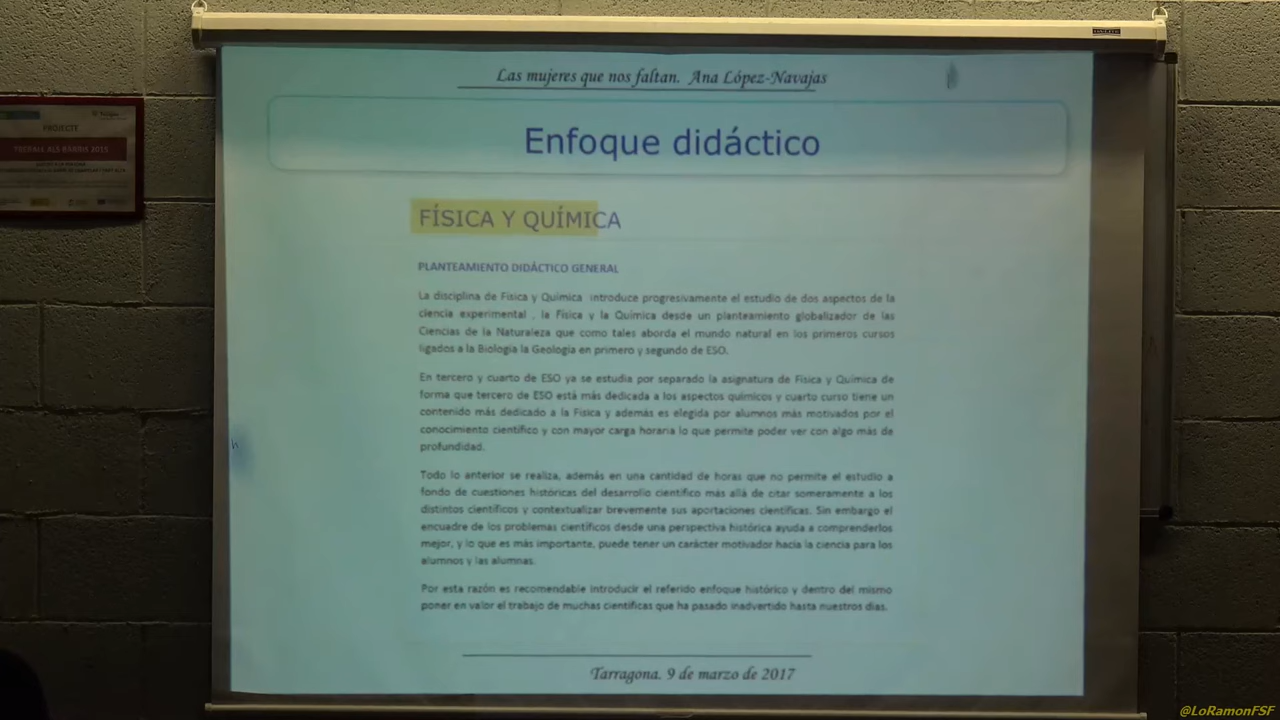 Las mujeres que nos faltan. Ana López-Navajas
Enfoque didáctico
FÍSICA Y QUÍMICA
PLANTEAMIENTO DIDÁCTICO GENERAL
La disciplina de Física y Química introduce progresivamente el estudio de dos aspectos de la
ciencia experimental , la Física y la Química desde un planteamiento globalizador de las
Ciencias de la Naturaleza que como tales aborda el mundo natural en los primeros cursos
ligados a la Biología la Geología en primero y segundo de ESO.
En tercero y cuarto de ESO ya se estudia por separado la asignatura de Física y Química de
forma que tercero de ESO está más dedicada a los aspectos químicos y cuarto curso tiene un
contenido más dedicado a la Física y además es elegida por alumnos más motivados por el
conocimiento científico y con mayor carga horaria lo que permite poder ver con algo más de
profundidad.
Todo lo anterior se realiza, además en una cantidad de horas que no permite el estudio a
fondo de cuestiones históricas del desarrollo científico más allá de citar someramente a los
distintos científicos y contextualizar brevemente sus aportaciones científicas. Sin embargo el
encuadre de los problemas científicos desde una perspectiva histórica ayuda a comprenderlos
mejor, y lo que es más importante, puede tener un carácter motivador hacia la ciencia para los
alumnos y las alumnas.
Por esta razón es recomendable introducir el referido enfoque histórico y dentro del mismo
poner en valor el trabajo de muchas científicas que ha pasado inadvertido hasta nuestros días.
Tarragona. 9 de marzo de 2017
PROJECTE
TREBALL ALS BARRIS 2015
@LoRamonFSF